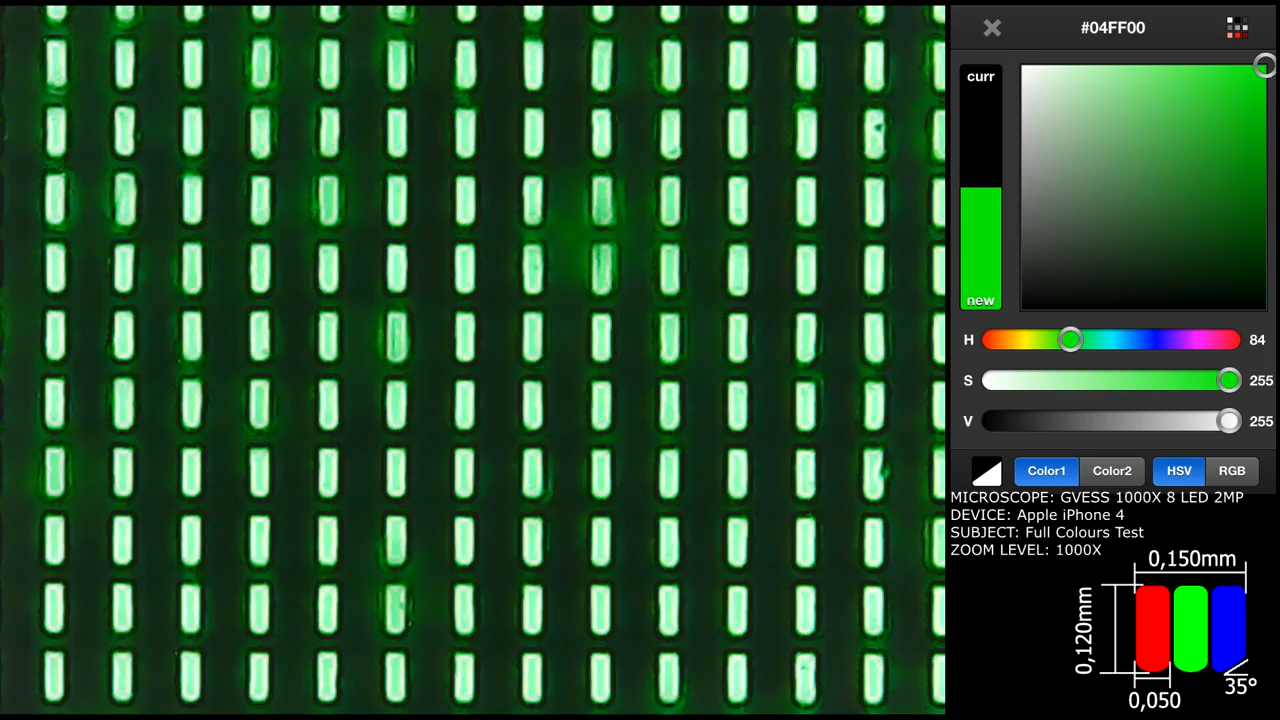 #04FF00
curr
new
H 84
S 255
V 255
Color1 Color2 HSV RGB
MICROSCOPE: GVESS 1000X 8 LED 2MP
DEVICE: Apple iPhone 4
SUBJECT: Full Colours Test
ZOOM LEVEL: 1000X
0,150mm
0,120mm
0,050
35°